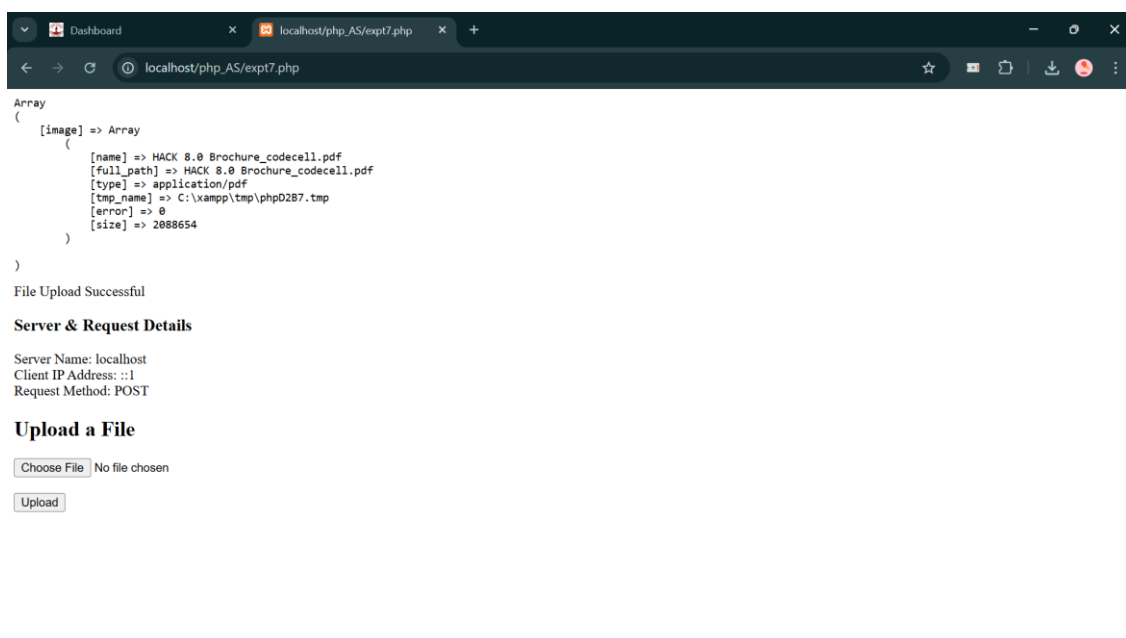 Dashboard
localhost/php_AS/expt7.php
localhost/php_AS/expt7.php
Array
(
    [image] => Array
        (
            [name] => HACK 8.0 Brochure_codecell.pdf
            [full_path] => HACK 8.0 Brochure_codecell.pdf
            [type] => application/pdf
            [tmp_name] => C:\xampp\tmp\phpD2B7.tmp
            [error] => 0
            [size] => 2088654
        )
)
File Upload Successful
Server & Request Details
Server Name: localhost
Client IP Address: ::1
Request Method: POST
Upload a File
Choose File No file chosen
Upload